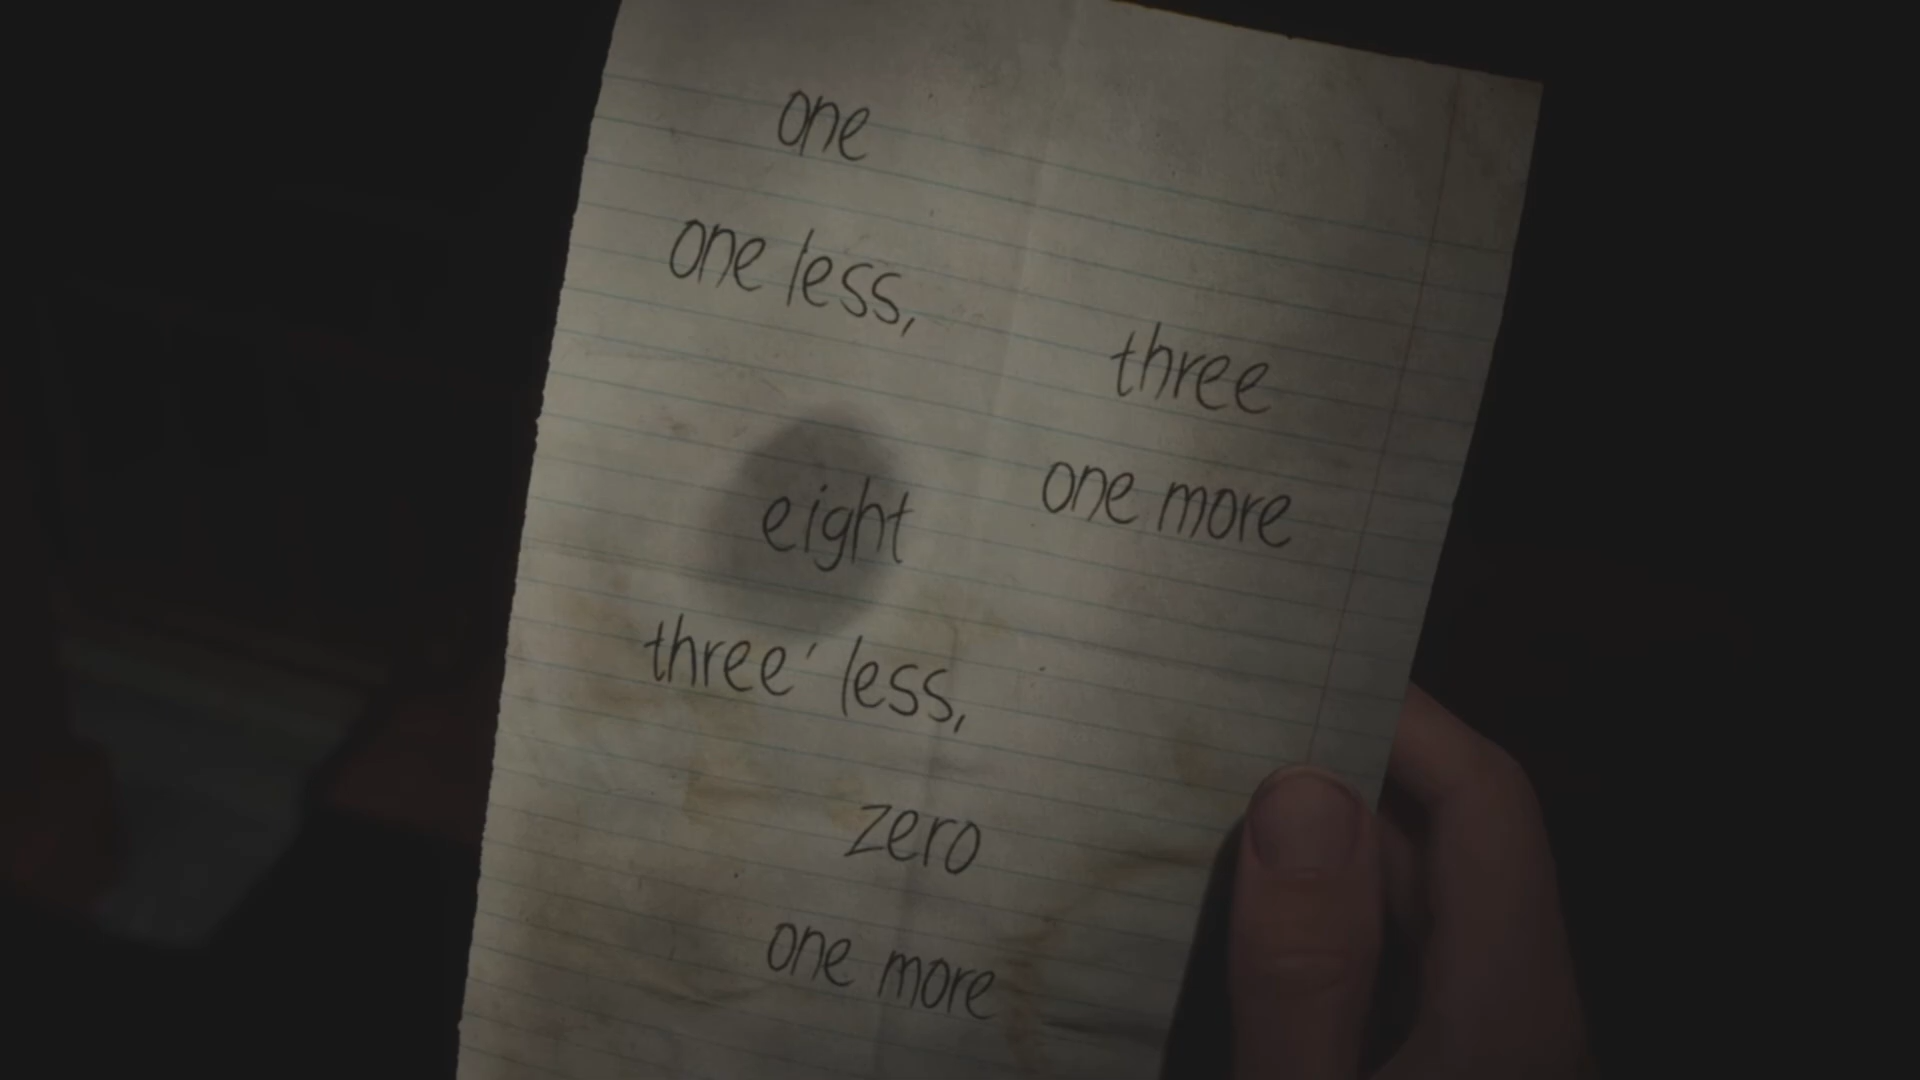 one
one less,
three
one more
eight
three' less,
zero
one more